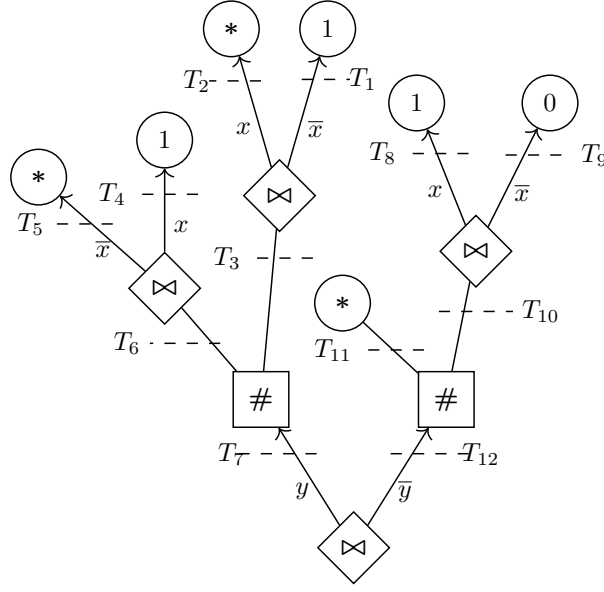 * 1
T₂ T₁
x x̅
1 0
T₈ T₉
x x̅
1
*
T₄
T₅
x̅ x
⋈
⋈
⋈
T₃
T₆
*
T₁₀
T₁₁
# #
T₇ T₁₂
y y̅
⋈